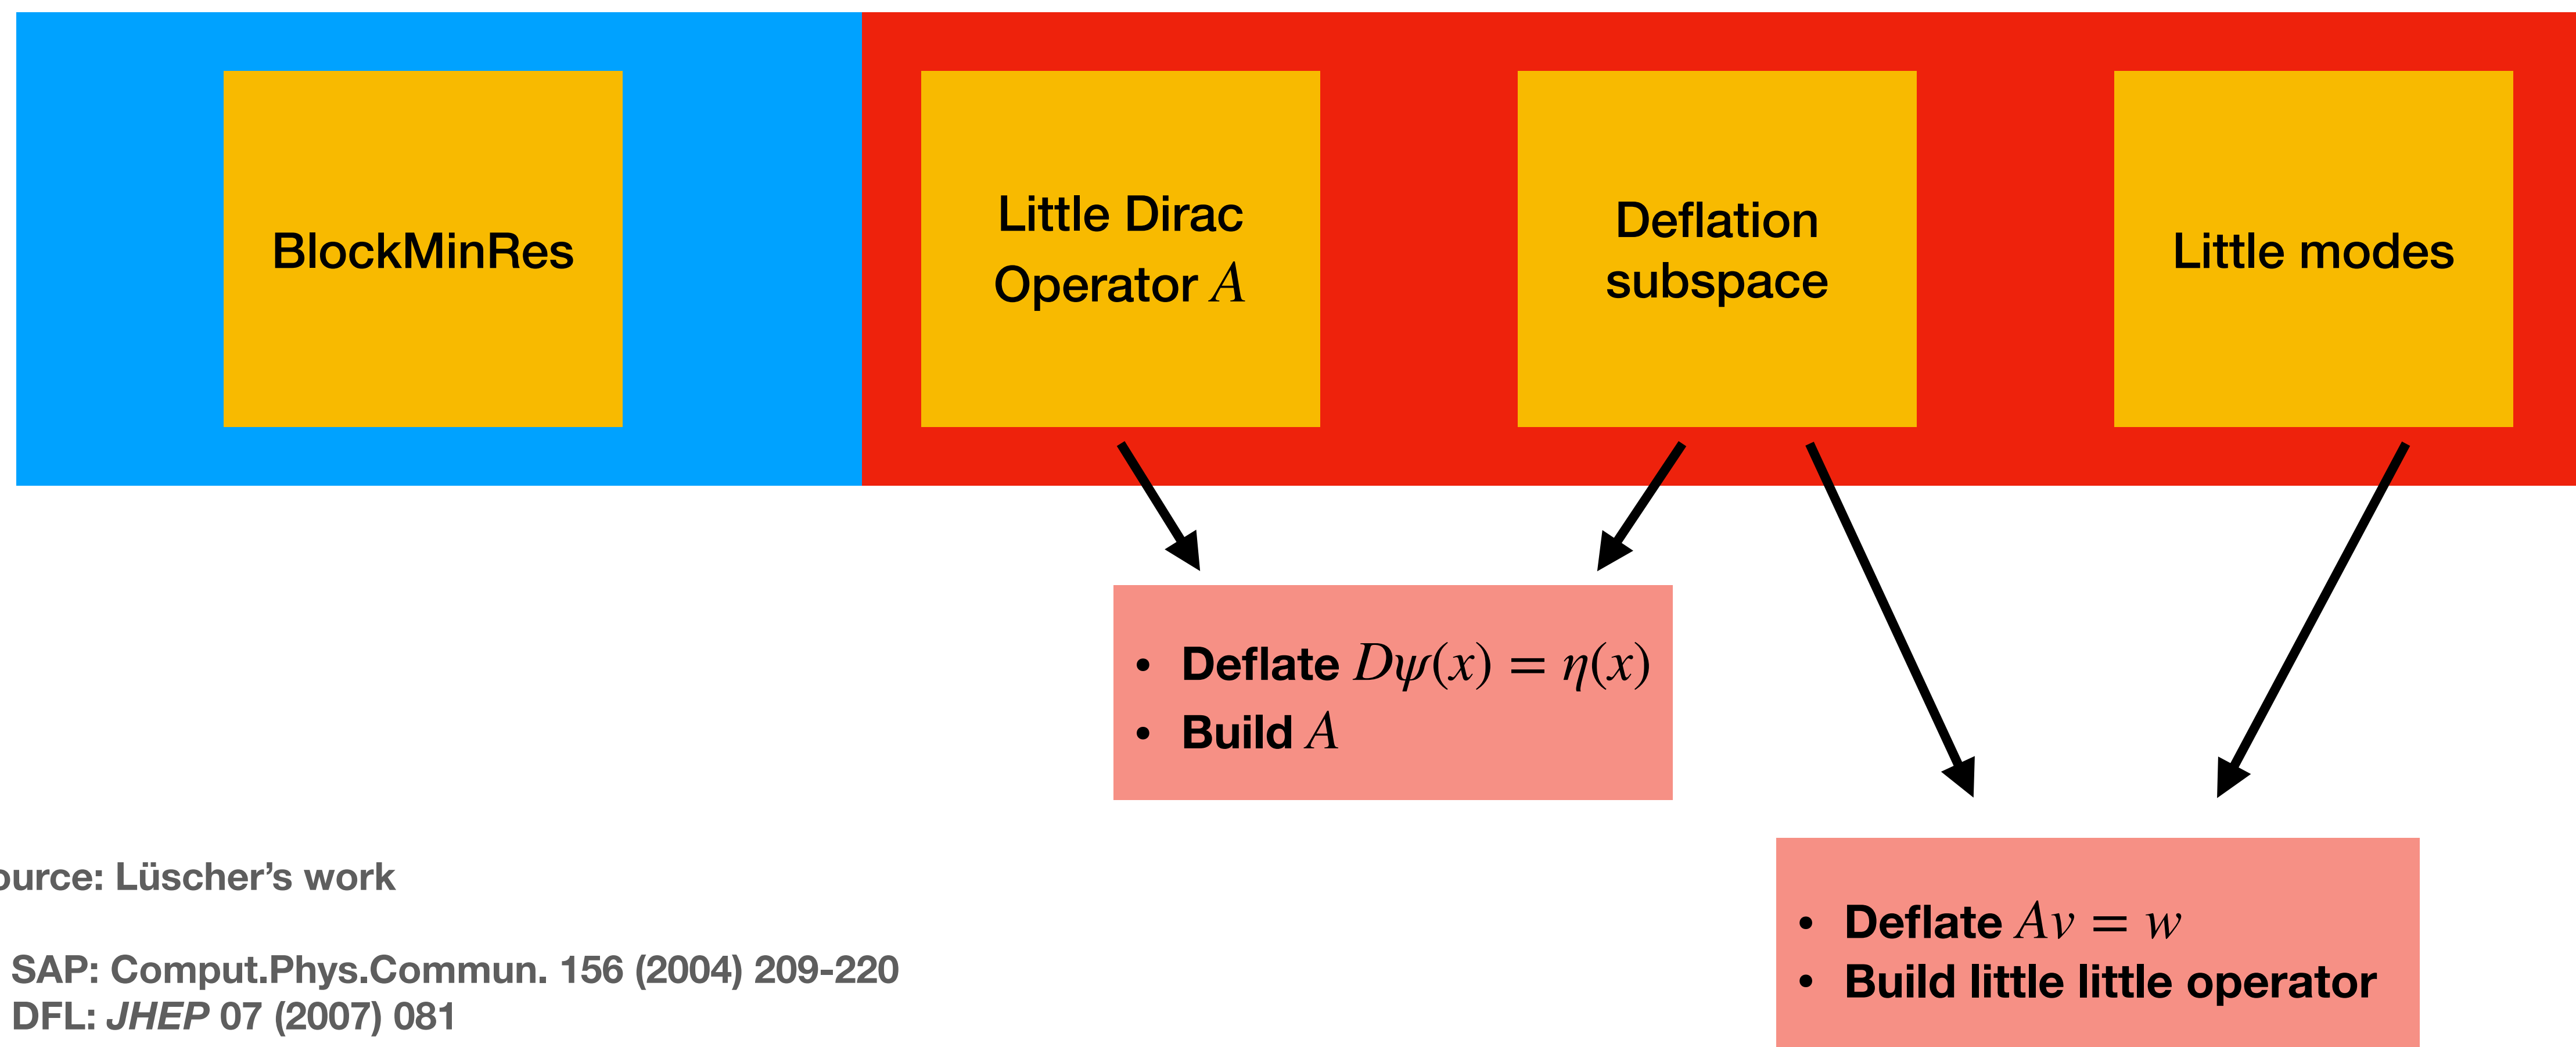 BlockMinRes
Little Dirac
Operator A
Deflation
subspace
Little modes
• Deflate Dψ(x) = η(x)
• Build A
• Deflate Av = w
• Build little little operator
ource: Lüscher’s work
SAP: Comput.Phys.Commun. 156 (2004) 209-220
DFL: JHEP 07 (2007) 081